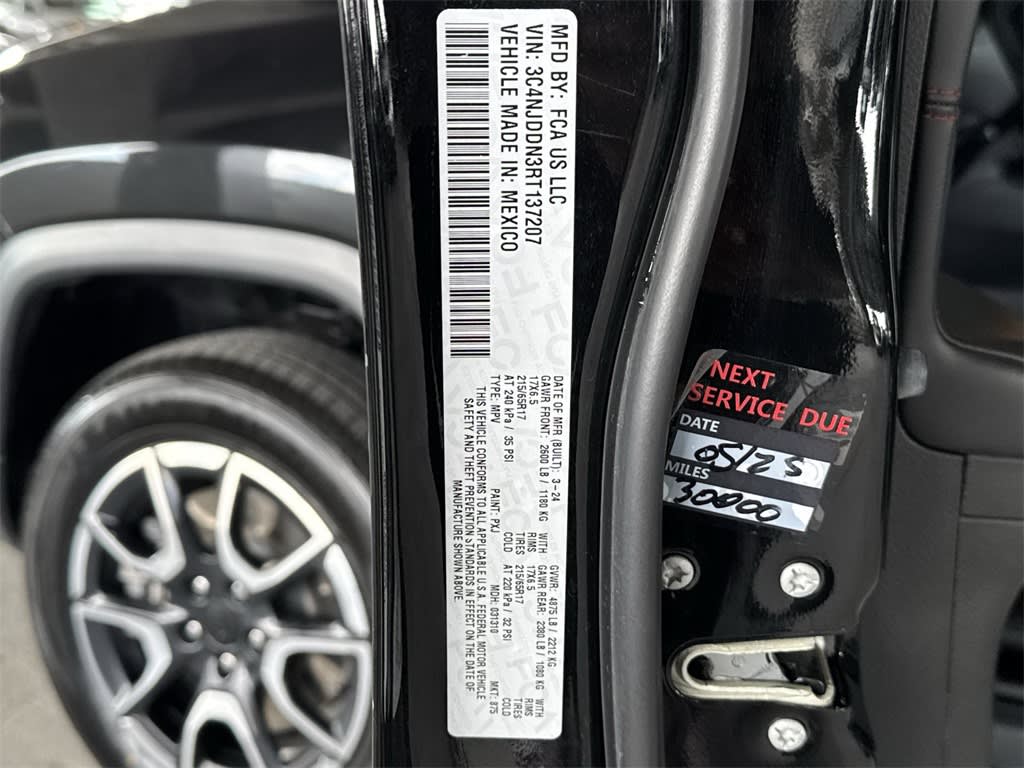 MFD BY: FCA US LLC
VIN: 3C4NJDDN3RT137207
VEHICLE MADE IN: MEXICO
DATE OF MFR (BUILT): 3-24 GVWR: 4875 LB / 2212 KG
GAWR FRONT: 2600 LB / 1180 KG WITH GAWR REAR: 2380 LB / 1080 KG WITH
17X6.5 RIMS 17X6.5 RIMS
215/65R17 TIRES 215/65R17 TIRES
AT 240 kPa / 35 PSI COLD AT 220 kPa / 32 PSI COLD
TYPE: MPV PAINT: PXJ MDH: 031310 MKT: 875
THIS VEHICLE CONFORMS TO ALL APPLICABLE U.S.A. FEDERAL MOTOR VEHICLE
SAFETY AND THEFT PREVENTION STANDARDS IN EFFECT ON THE DATE OF
MANUFACTURE SHOWN ABOVE.
NEXT
SERVICE DUE
DATE
05/25
MILES
30000